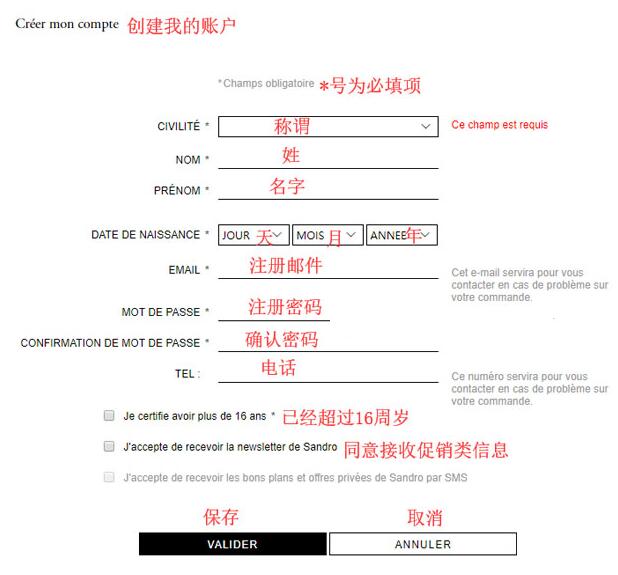 Créer mon compte 创建我的账户
*Champs obligatoire *号为必填项
CIVILITÉ * 称谓 Ce champ est requis
NOM * 姓
PRÉNOM * 名字
DATE DE NAISSANCE * JOUR 天 MOIS 月 ANNEE 年
EMAIL * 注册邮件
Cet e-mail servira pour vous
contacter en cas de problème sur
votre commande.
MOT DE PASSE * 注册密码
CONFIRMATION DE MOT DE PASSE * 确认密码
TEL : 电话
Ce numéro servira pour vous
contacter en cas de problème sur
votre commande.
Je certifie avoir plus de 16 ans * 已经超过16周岁
J'accepte de recevoir la newsletter de Sandro 同意接收促销类信息
J'accepte de recevoir les bons plans et offres privées de Sandro par SMS
保存 取消
VALIDER ANNULER